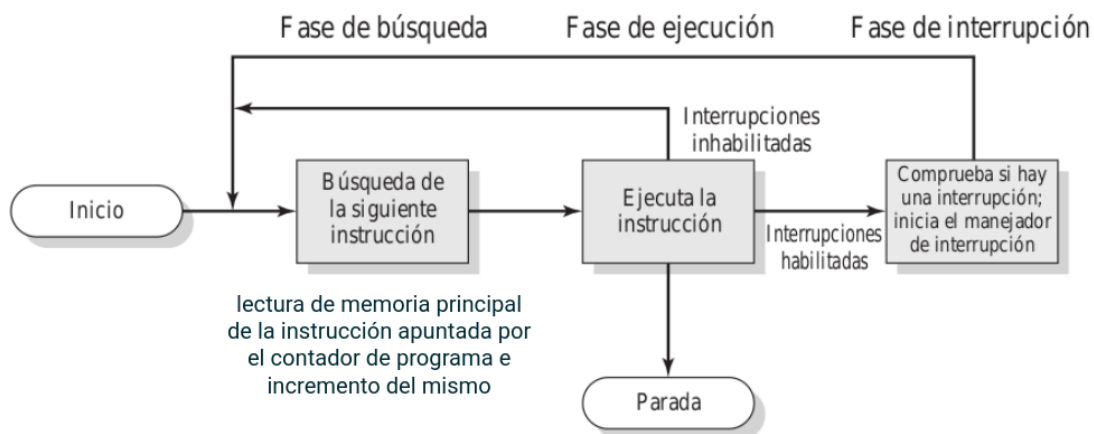 Fase de búsqueda
Fase de ejecución
Fase de interrupción
Interrupciones
inhabilitadas
Inicio
Búsqueda de
la siguiente
instrucción
Ejecuta la
instrucción
Interrupciones
habilitadas
Comprueba si hay
una interrupción;
inicia el manejador
de interrupción
lectura de memoria principal
de la instrucción apuntada por
el contador de programa e
incremento del mismo
Parada